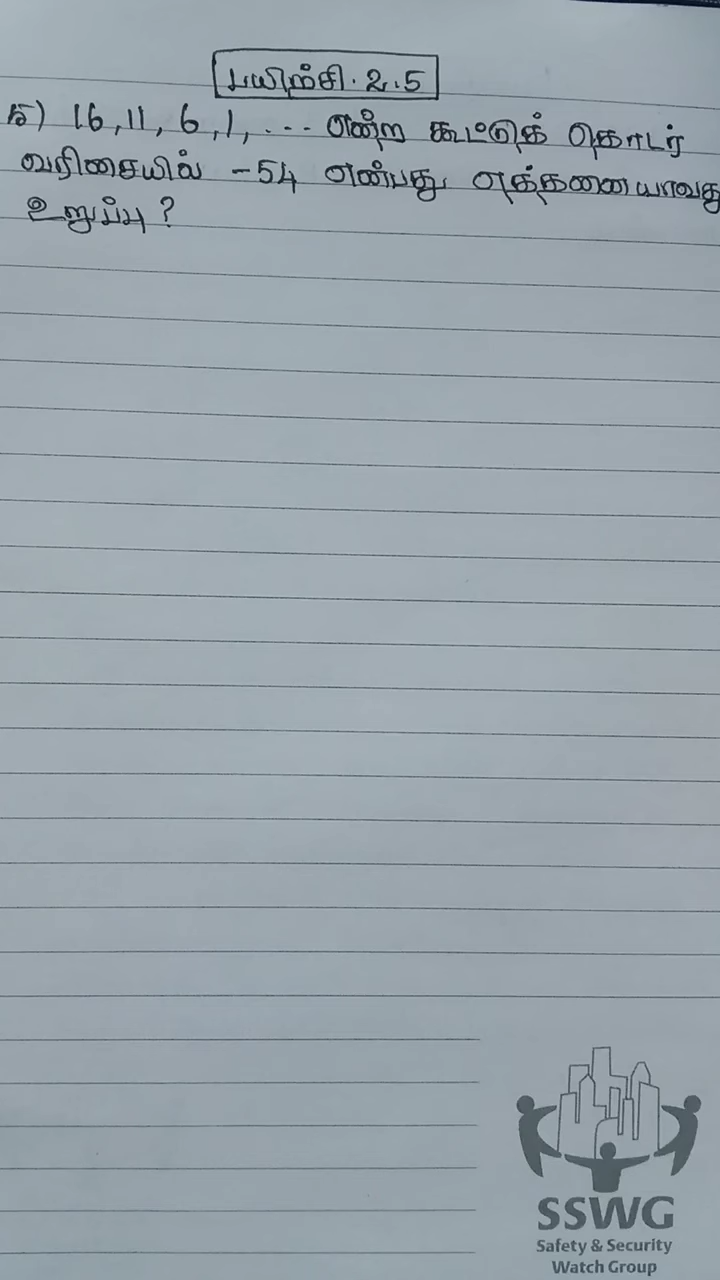 பயிற்சி. 2.5
5) 16, 11, 6, 1, ... என்ற கூட்டுத் தொடர்
வரிசையில் -54 என்பது எத்தனையாவது
உறுப்பு?
SSWG
Safety & Security
Watch Group